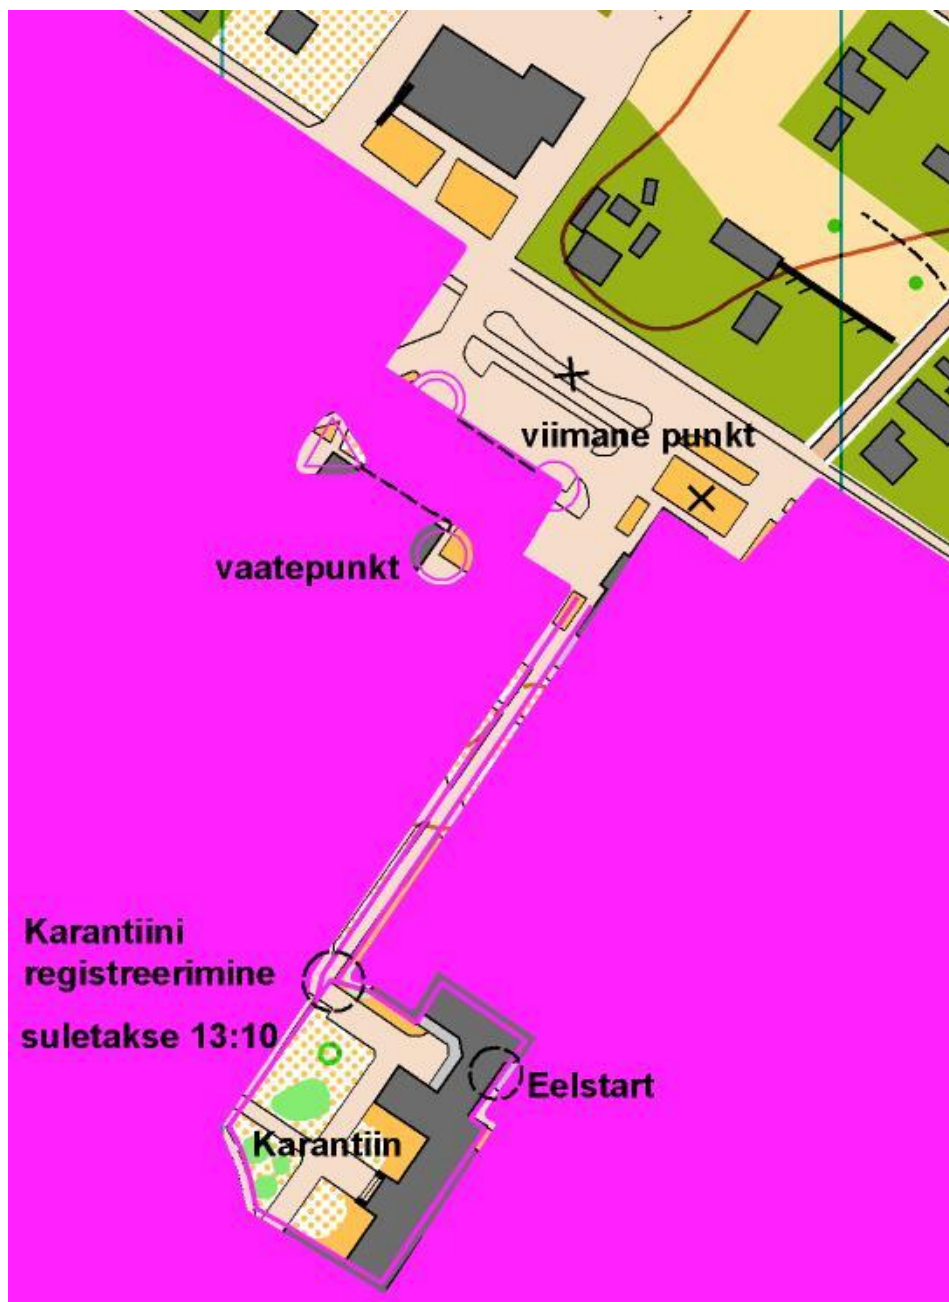 viimane punkt
vaatepunkt
Karantiini
registreerimine
suletakse 13:10
Eelstart
Karantiin